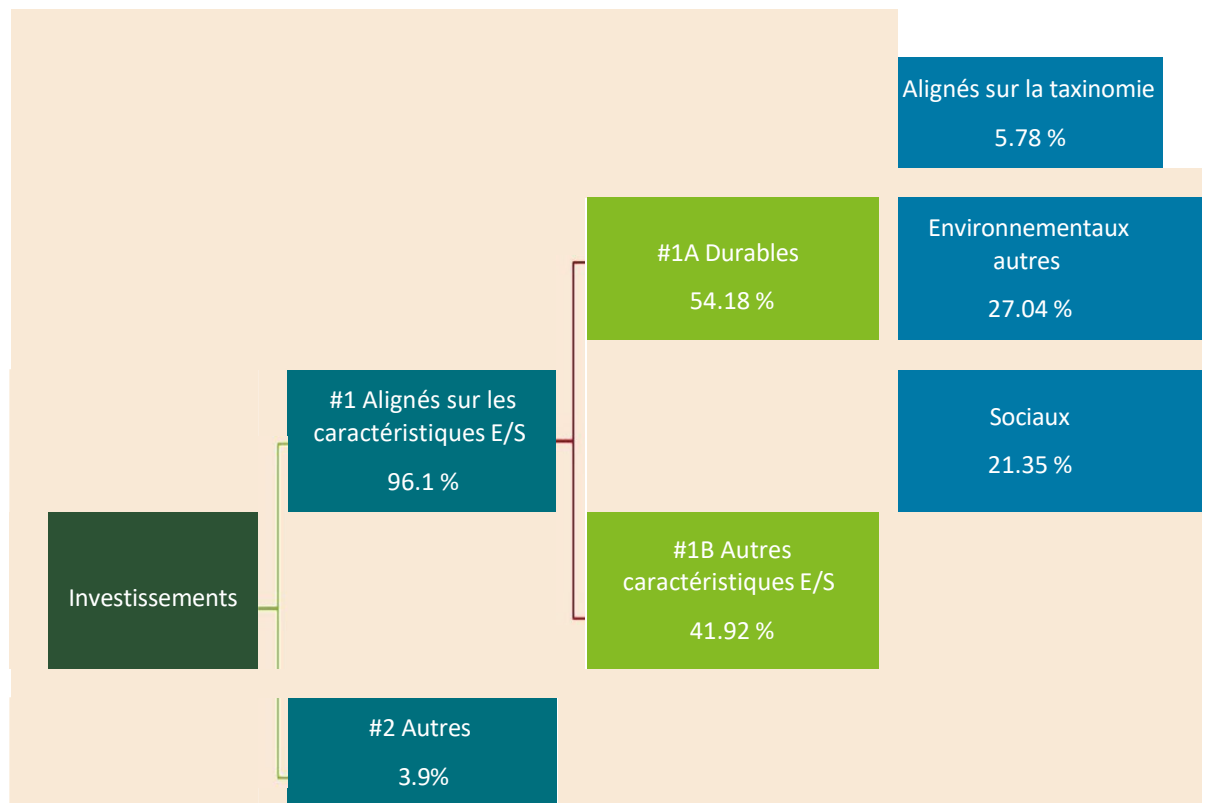 Alignés sur la taxinomie
5.78 %
#1A Durables
54.18 %
Environnementaux
autres
27.04 %
#1 Alignés sur les
caractéristiques E/S
96.1 %
Sociaux
21.35 %
Investissements
#1B Autres
caractéristiques E/S
41.92 %
#2 Autres
3.9%